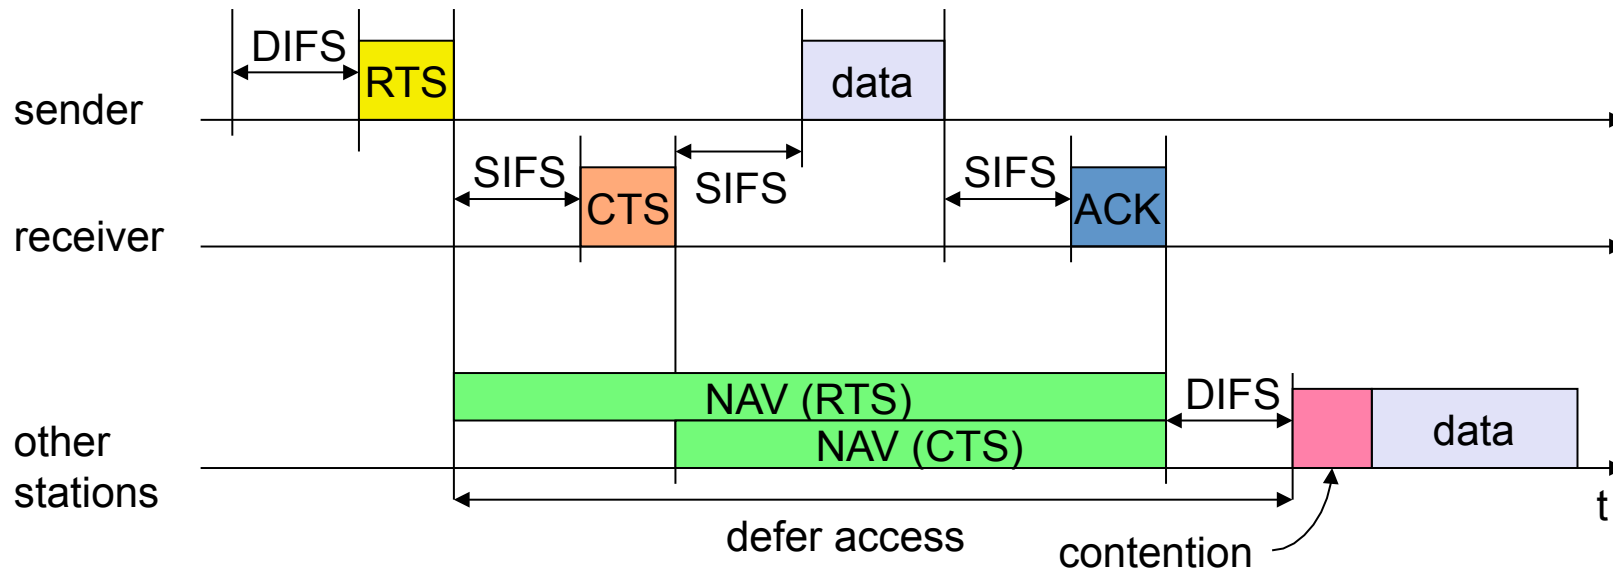 DIFS
RTS
data
sender
SIFS
CTS
SIFS
SIFS
ACK
receiver
NAV (RTS)
DIFS
NAV (CTS)
data
other
stations
t
defer access
contention